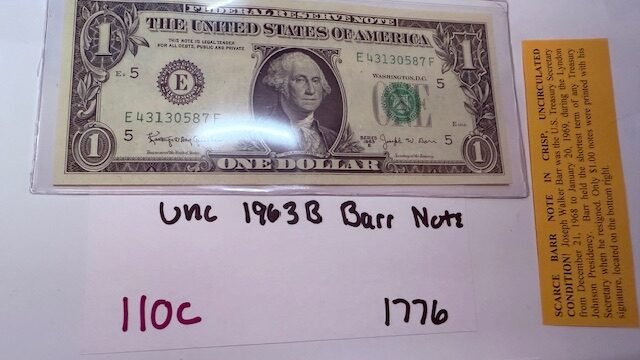 FEDERAL RESERVE NOTE
THE UNITED STATES OF AMERICA
THIS NOTE IS LEGAL TENDER
FOR ALL DEBTS, PUBLIC AND PRIVATE
E 43130587 F
WASHINGTON, D.C.
5
5
E
ONE
E 43130587 F
5
5
SERIES
1963
B
Joseph W. Barr
1
1
1
1
ONE DOLLAR
Unc 1963B Barr Note
110C
1776
SCARCE BARR NOTE IN CRISP, UNCIRCULATED
CONDITION! Joseph Walker Barr was the U.S. Treasury Secretary
from December 21, 1968 to January 20, 1969, during the Lyndon
Johnson Presidency. Barr held the shortest term of any Treasury
Secretary when he resigned. Only $1.00 notes were printed with his
signature, located on the bottom right.